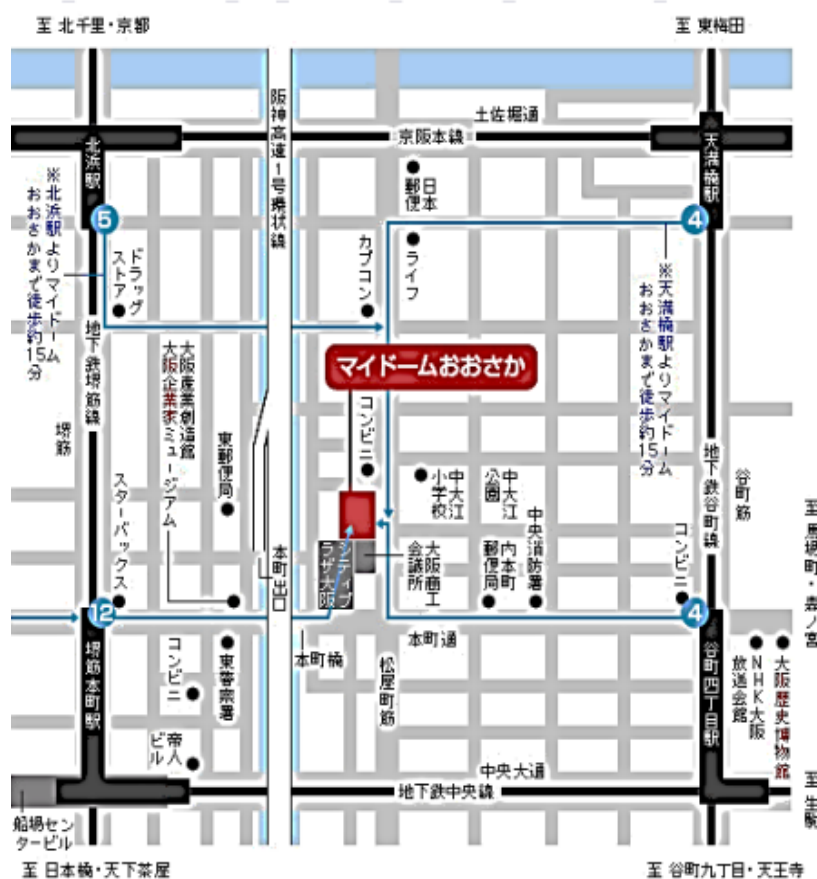 至 北千里・京都
至 東梅田
阪神高速1号環状線
土佐堀通
京阪本線
北浜駅
天満橋駅
日本
郵便
※北浜駅よりマイドーム
おおさかまで徒歩約15分
5
4
ドラッグ
ストア
カプコン
ライフ
※天満橋駅よりマイドーム
おおさかまで徒歩約15分
マイドームおおさか
地下鉄堺筋線
堺筋
大阪産業創造館
大阪企業家ミュージアム
東郵便局
コンビニ
中大江
小学校
中大江
公園
地下鉄谷町線
谷町筋
スターバックス
本町出口
シティプ
ラザ大阪
大阪商工
会議所
内本町
郵便局
中央消防署
コンビニ
至 馬場町・森ノ宮
12
4
本町橋
本町通
堺筋本町駅
コンビニ
東警察署
松屋町筋
谷町四丁目駅
NHK大阪
放送会館
大阪歴史博物館
帝人
ビル
中央大通
地下鉄中央線
至 生駒
船場セン
タービル
至 日本橋・天下茶屋
至 谷町九丁目・天王寺